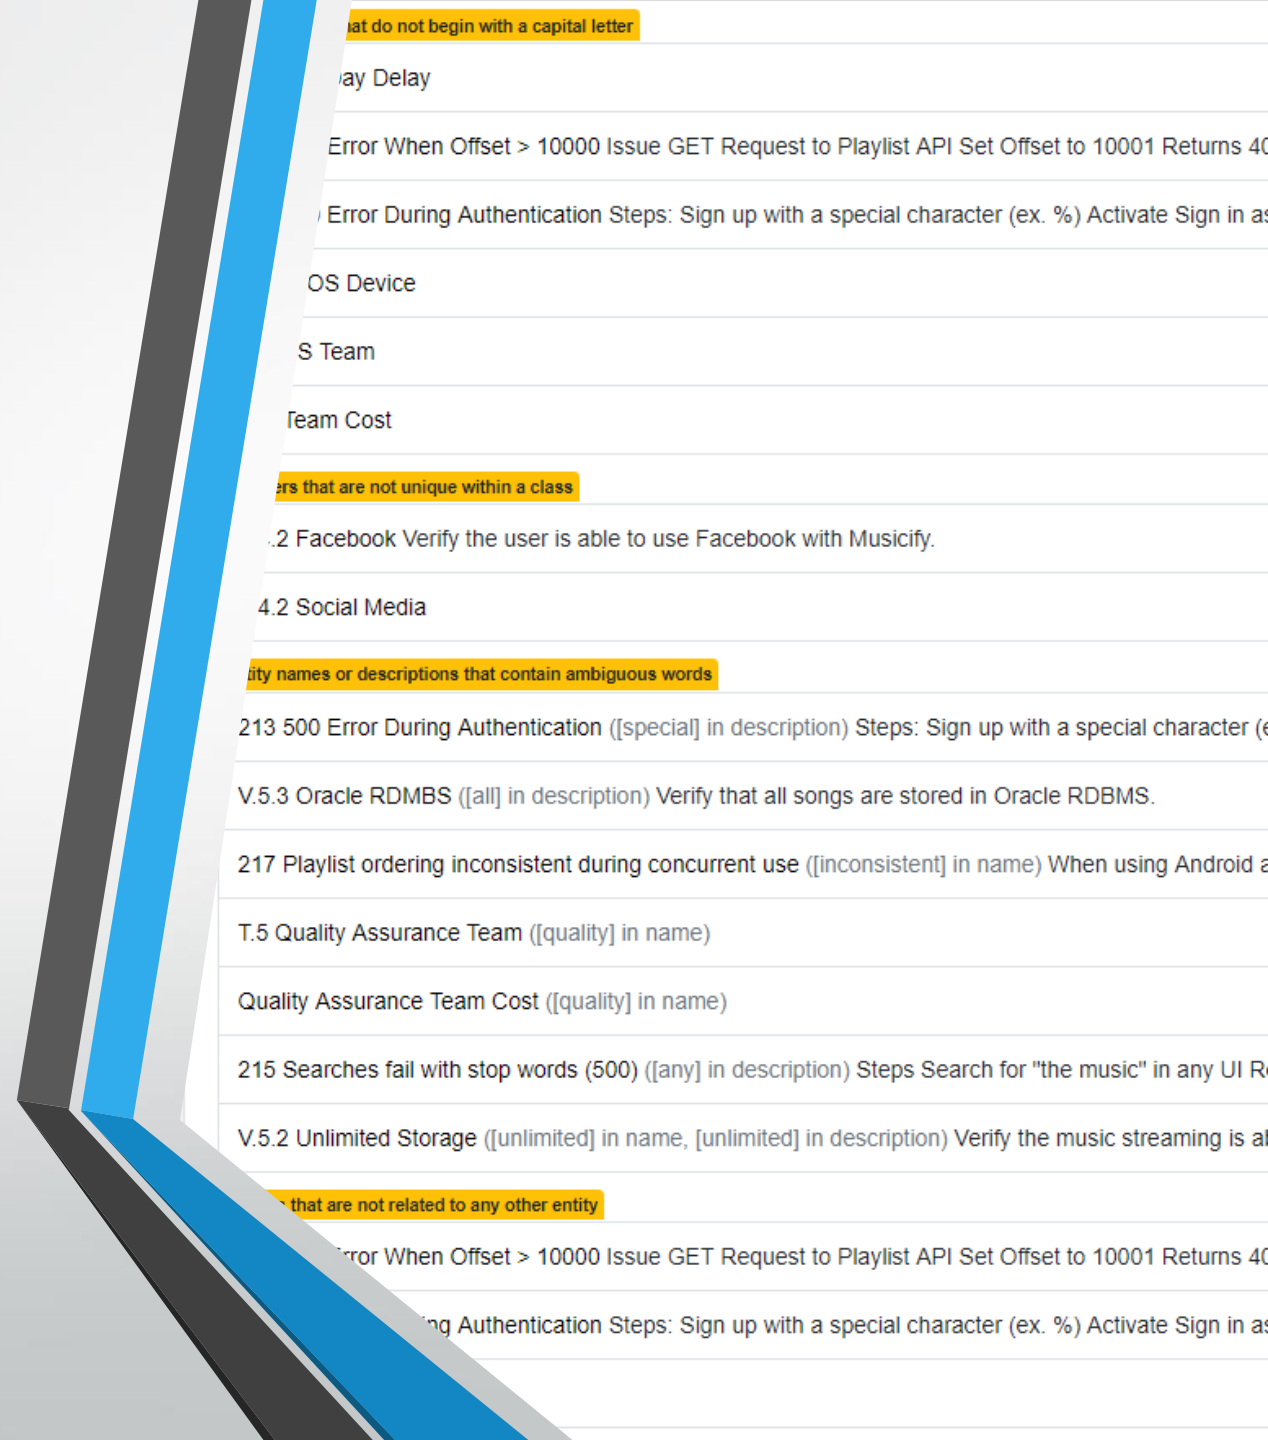 that do not begin with a capital letter
Delay
Error When Offset > 10000 Issue GET Request to Playlist API Set Offset to 10001 Returns 40
Error During Authentication Steps: Sign up with a special character (ex. %) Activate Sign in as
OS Device
S Team
Team Cost
that are not unique within a class
.2 Facebook Verify the user is able to use Facebook with Musicify.
4.2 Social Media
names or descriptions that contain ambiguous words
213 500 Error During Authentication ([special] in description) Steps: Sign up with a special character (e
V.5.3 Oracle RDMBS ([all] in description) Verify that all songs are stored in Oracle RDBMS.
217 Playlist ordering inconsistent during concurrent use ([inconsistent] in name) When using Android a
T.5 Quality Assurance Team ([quality] in name)
Quality Assurance Team Cost ([quality] in name)
215 Searches fail with stop words (500) ([any] in description) Steps Search for "the music" in any UI Re
V.5.2 Unlimited Storage ([unlimited] in name, [unlimited] in description) Verify the music streaming is ab
that are not related to any other entity
Error When Offset > 10000 Issue GET Request to Playlist API Set Offset to 10001 Returns 40
Authentication Steps: Sign up with a special character (ex. %) Activate Sign in as